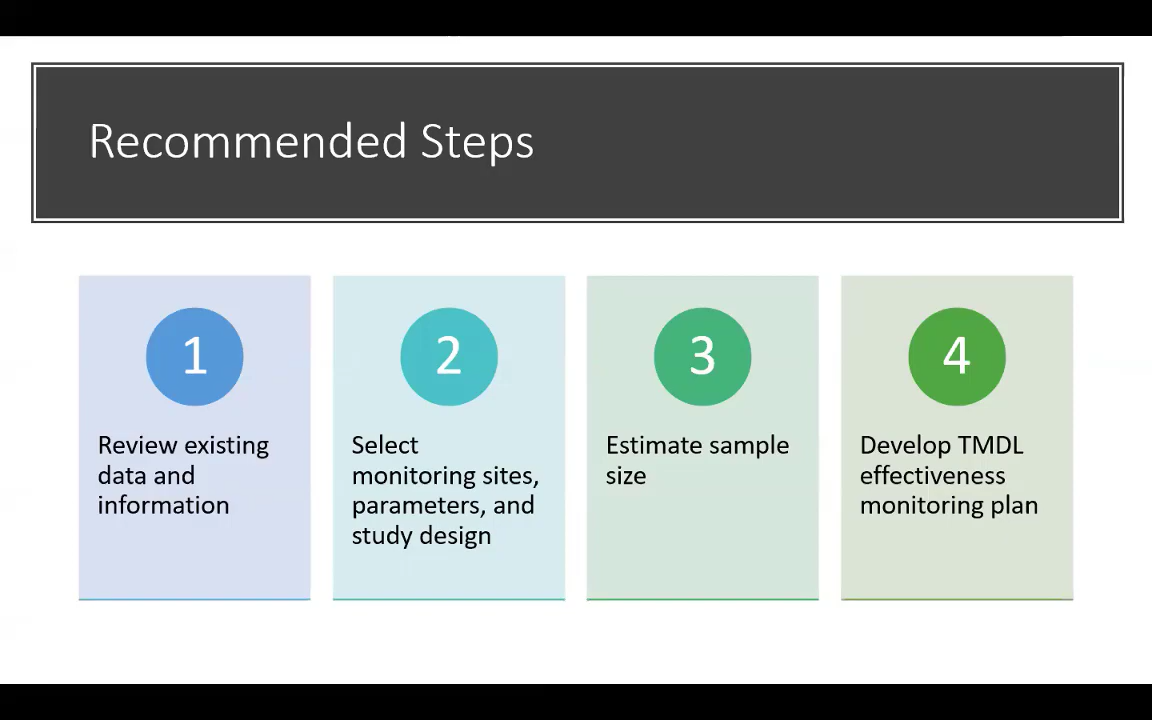 Recommended Steps
1
Review existing
data and
information
2
Select
monitoring sites,
parameters, and
study design
3
Estimate sample
size
4
Develop TMDL
effectiveness
monitoring plan